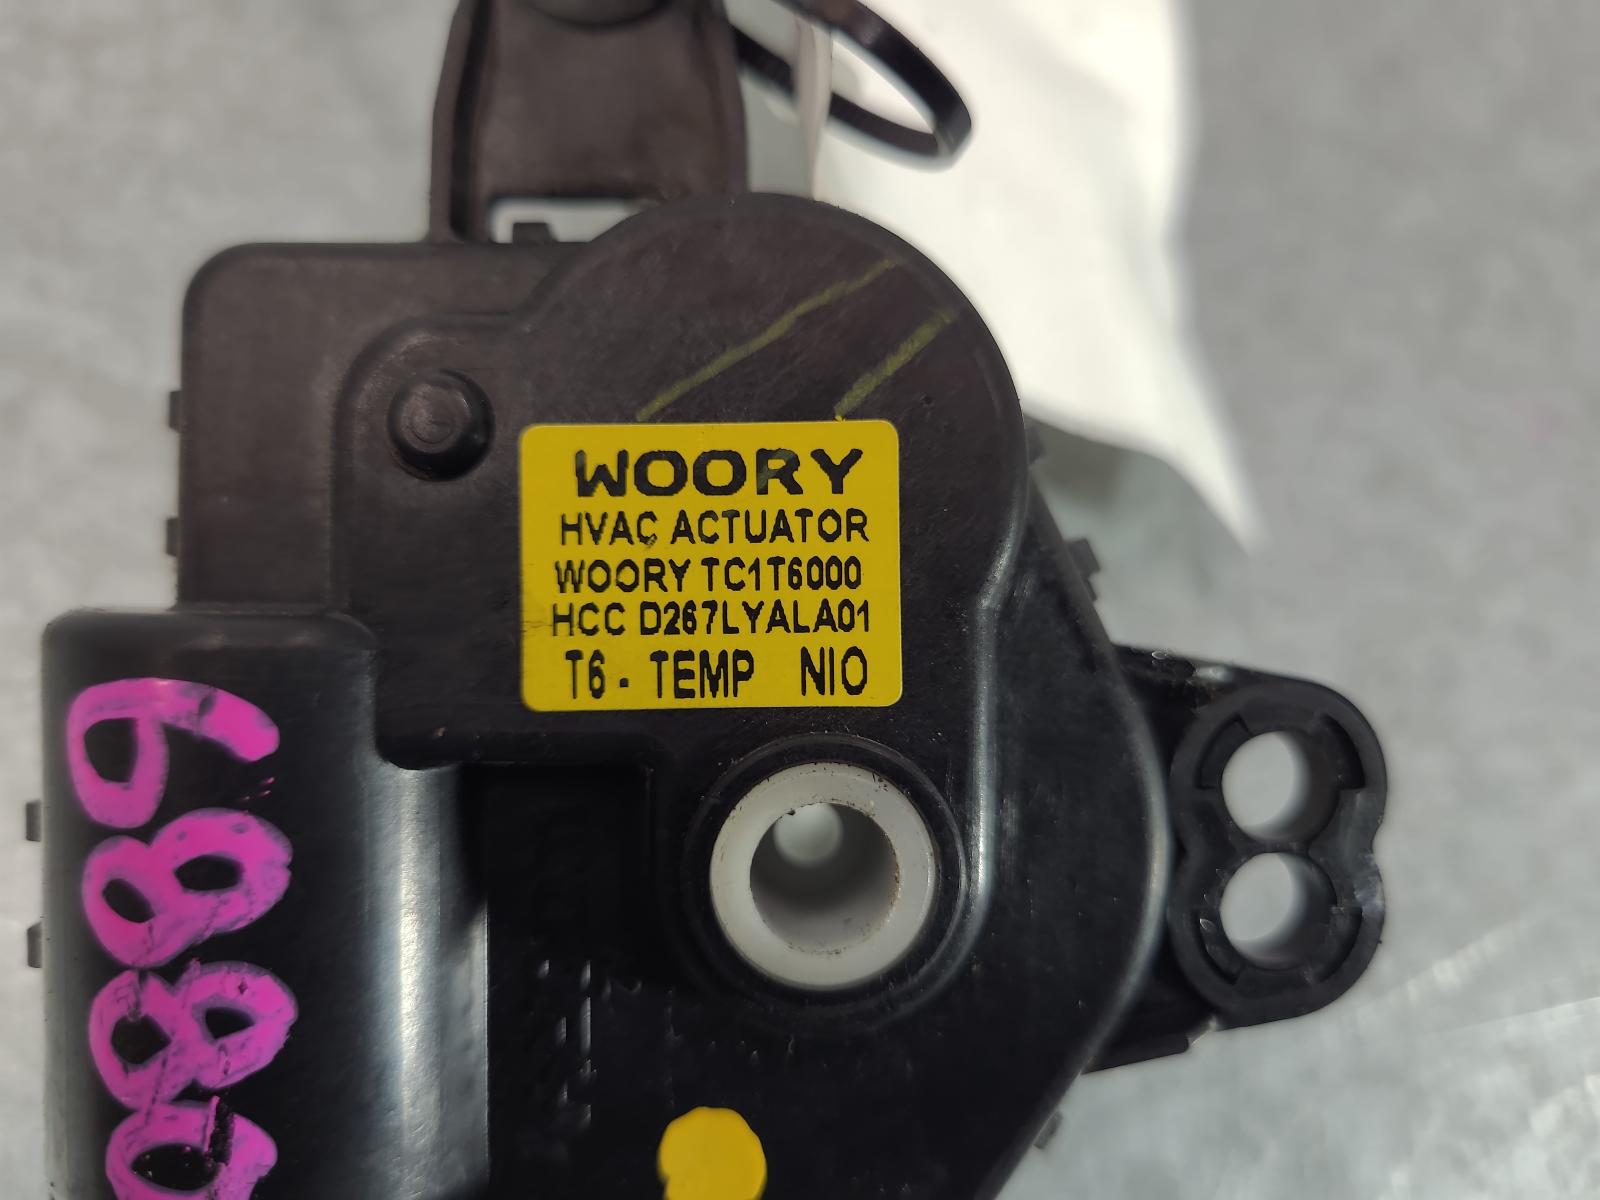 WOORY
HVAC ACTUATOR
WOORY TC1T6000
HCC D267LYALA01
T6 - TEMP NIO